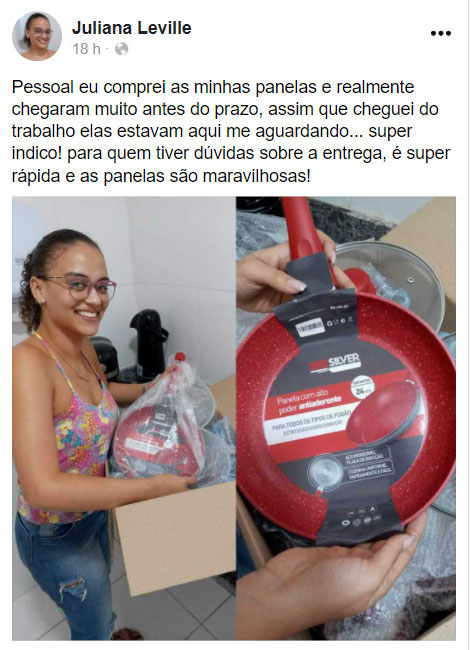 Juliana Leville
18 h ·
Pessoal eu comprei as minhas panelas e realmente
chegaram muito antes do prazo, assim que cheguei do
trabalho elas estavam aqui me aguardando... super
indico! para quem tiver dúvidas sobre a entrega, é super
rápida e as panelas são maravilhosas!
SILVER
Panela com alto
poder antiaderente
PARA TODOS OS TIPOS DE FOGÃO
24
SILVER